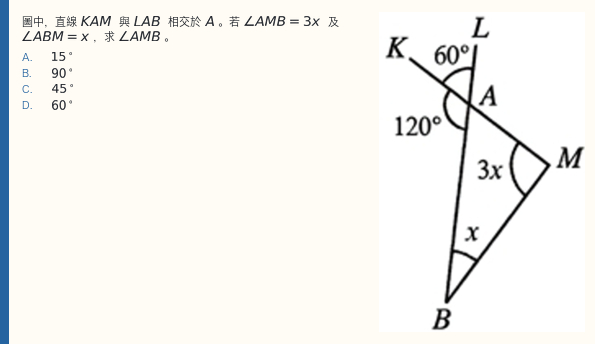 圖中，直線 KAM 與 LAB 相交於 A 。若 ∠AMB = 3x 及
∠ABM = x ，求 ∠AMB 。
A. 15°
B. 90°
C. 45°
D. 60°
L
K
60°
A
120°
M
3x
x
B